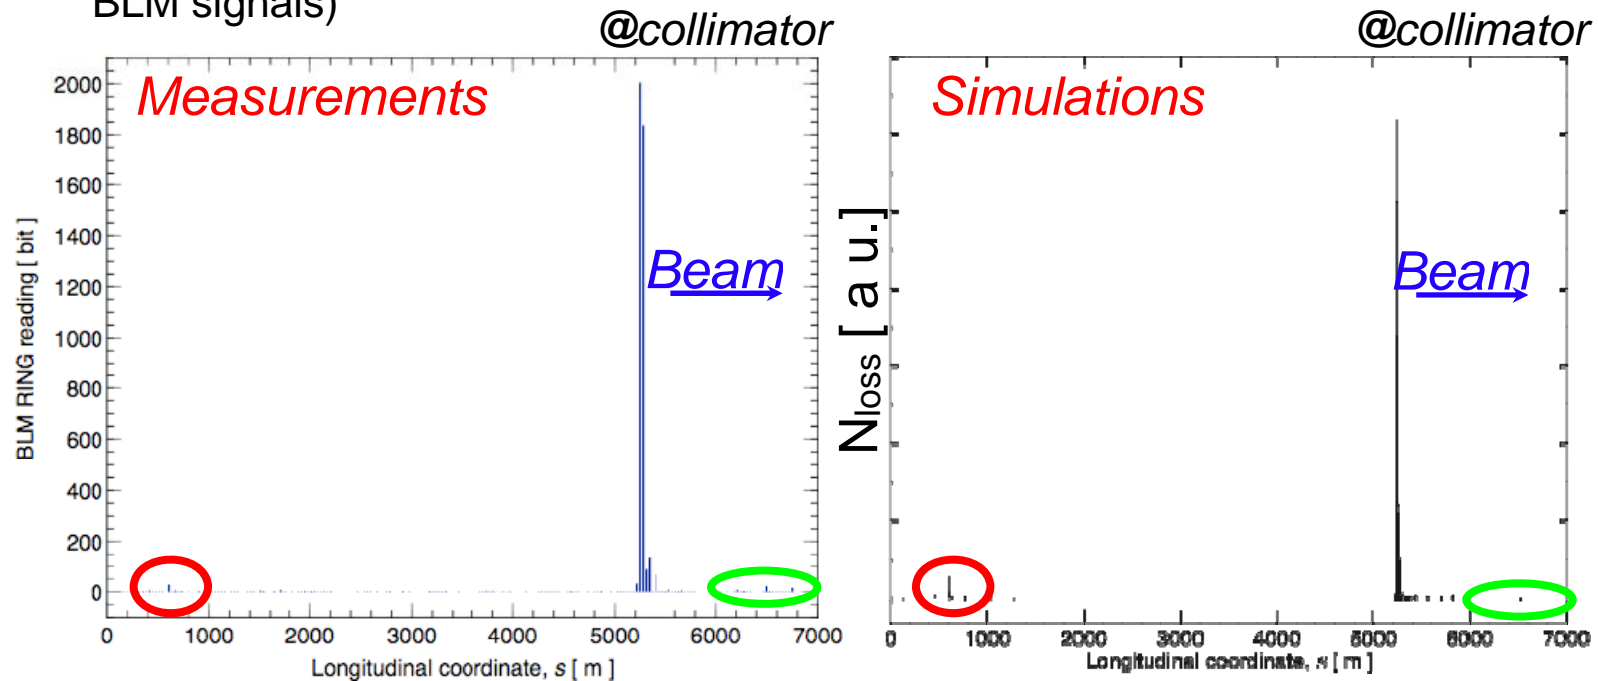 BLM signals)
@collimator
@collimator
Measurements
Simulations
Beam
Beam
BLM RING reading [ bit ]
2000
1800
1600
1400
1200
1000
800
600
400
200
0
0 1000 2000 3000 4000 5000 6000 7000
Longitudinal coordinate, s [ m ]
Nloss [ a u.]
0 1000 2000 3000 4000 5000 6000 7000
Longitudinal coordinate, s [ m ]